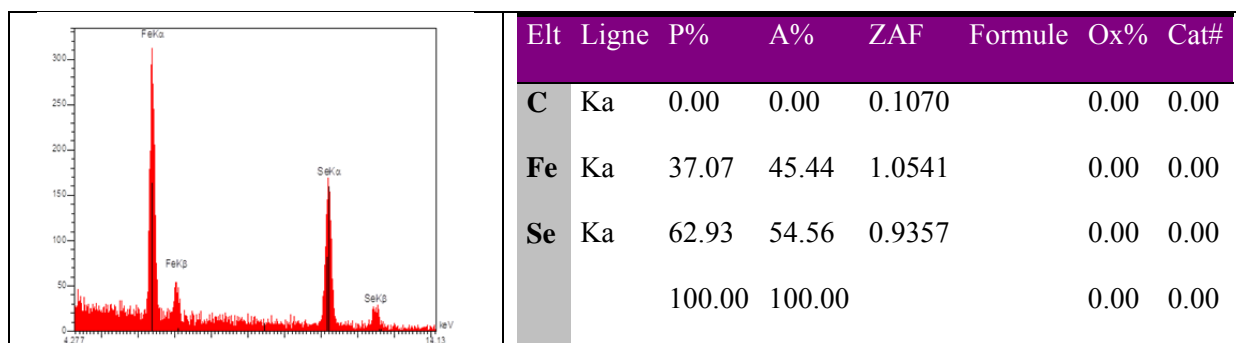 FeKα
300
250
200
SeKα
150
100
FeKβ
50
SeKβ
0
keV
4.277
Elt Ligne P% A% ZAF Formule Ox% Cat#
C Ka 0.00 0.00 0.1070 0.00 0.00
Fe Ka 37.07 45.44 1.0541 0.00 0.00
Se Ka 62.93 54.56 0.9357 0.00 0.00
100.00 100.00 0.00 0.00